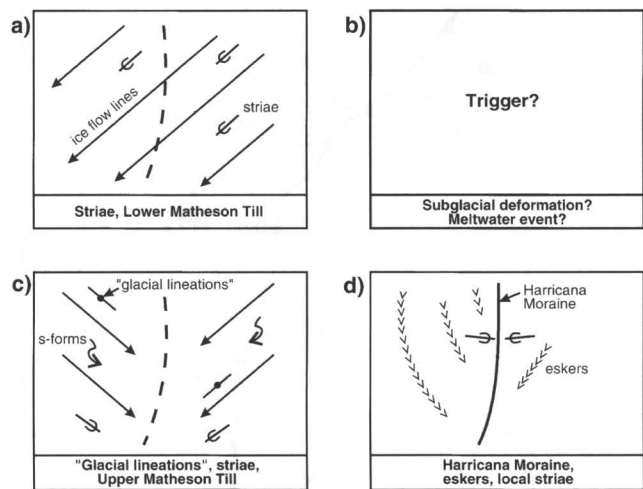 a)
ice flow lines
striae
Striae, Lower Matheson Till
b)
Trigger?
Subglacial deformation?
Meltwater event?
c)
"glacial lineations"
s-forms
"Glacial lineations", striae,
Upper Matheson Till
d)
Harricana
Moraine
eskers
Harricana Moraine,
eskers, local striae